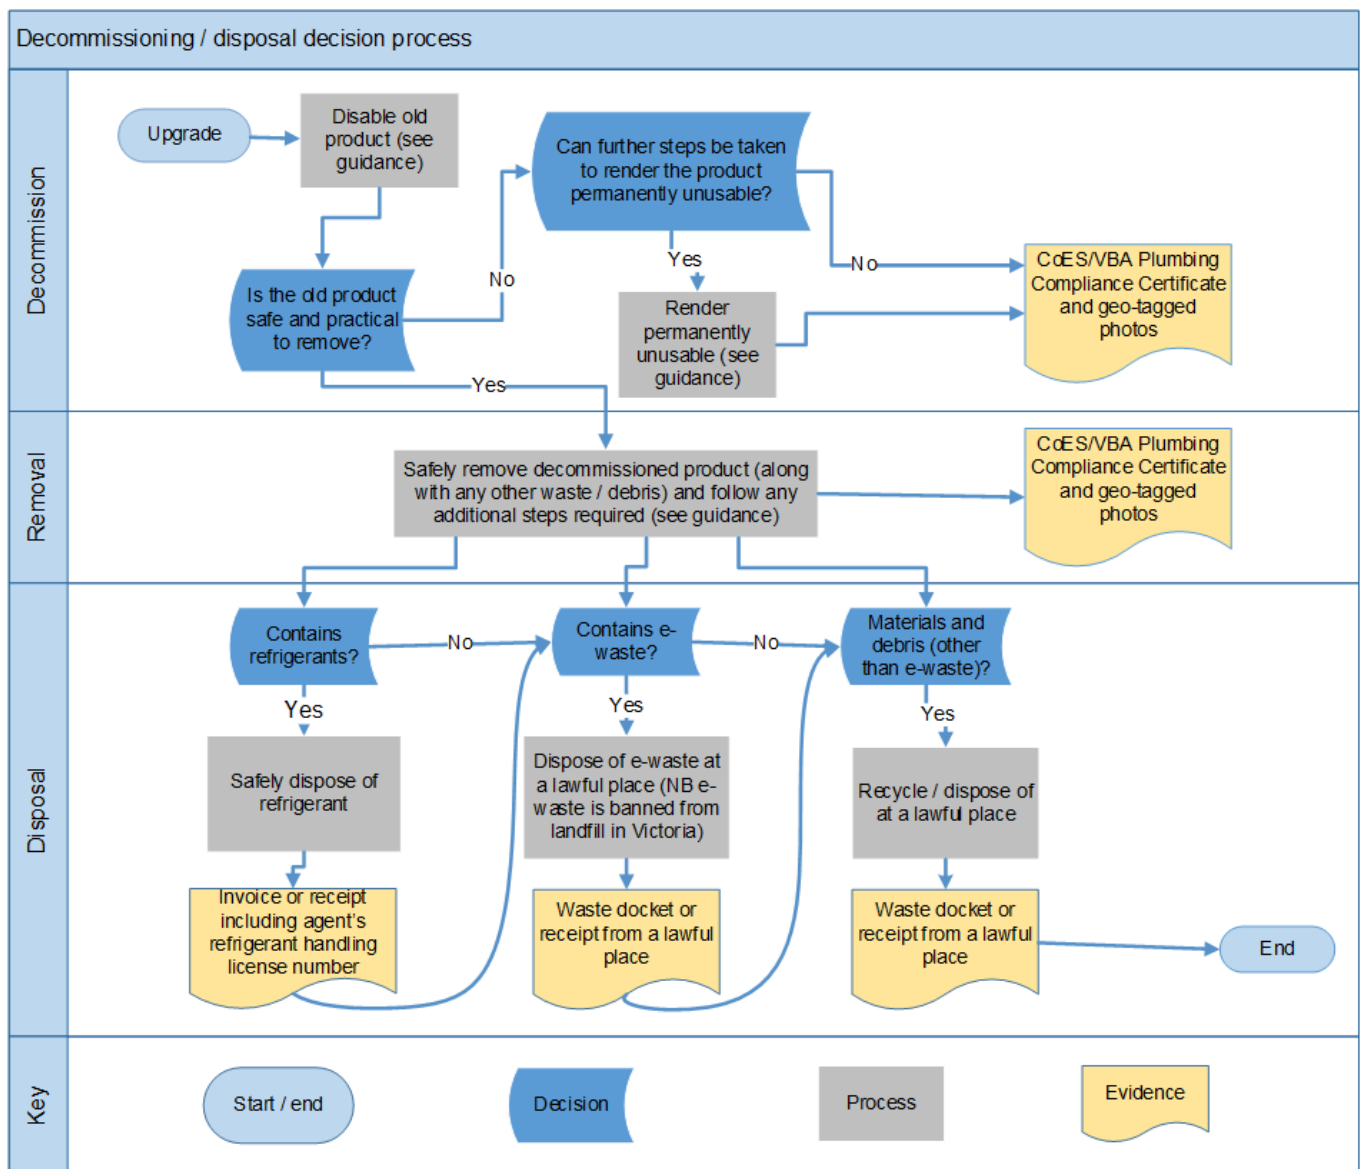 Decommissioning / disposal decision process
Decommission
Upgrade
Disable old
product (see
guidance)
Can further steps be taken
to render the product
permanently unusable?
Is the old product
safe and practical
to remove?
No
Yes
No
Render
permanently
unusable (see
guidance)
CoES/VBA Plumbing
Compliance Certificate
and geo-tagged
photos
Yes
Removal
Safely remove decommissioned product (along
with any other waste / debris) and follow any
additional steps required (see guidance)
CoES/VBA Plumbing
Compliance Certificate
and geo-tagged
photos
Disposal
Contains
refrigerants?
No
Contains e-
waste?
No
Materials and
debris (other
than e-waste)?
Yes
Yes
Yes
Safely dispose of
refrigerant
Dispose of e-waste at
a lawful place (NB e-
waste is banned from
landfill in Victoria)
Recycle / dispose of
at a lawful place
Invoice or receipt
including agent's
refrigerant handling
license number
Waste docket or
receipt from a lawful
place
Waste docket or
receipt from a lawful
place
End
Key
Start / end
Decision
Process
Evidence